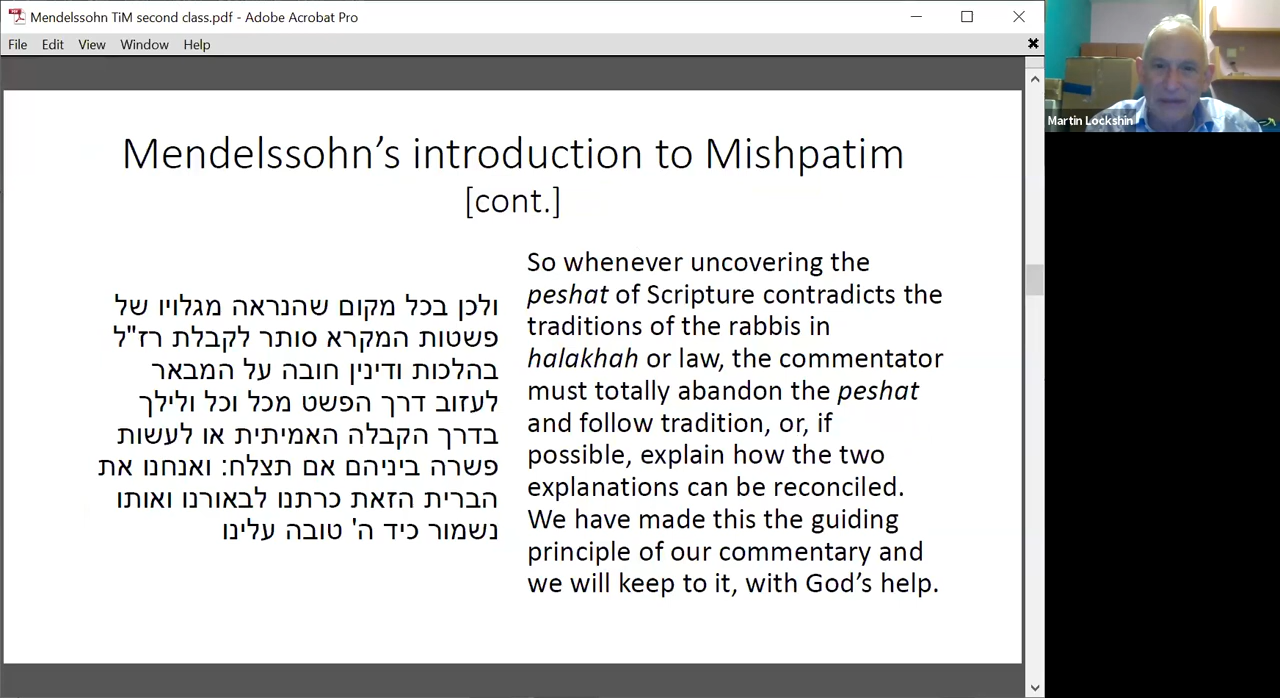 Mendelssohn TiM second class.pdf - Adobe Acrobat Pro
File Edit View Window Help
Martin Lockshin
Mendelssohn’s introduction to Mishpatim
[cont.]
ולכן בכל מקום שהנראה מגלויו של
פשטות המקרא סותר לקבלת רז"ל
בהלכות ודינין חובה על המבאר
לעזוב דרך הפשט מכל וכל ולילך
בדרך הקבלה האמיתית או לעשות
פשרה ביניהם אם תצלח: ואנחנו את
הברית הזאת כרתנו לבאורנו ואותו
נשמור כיד ה' טובה עלינו
So whenever uncovering the
peshat of Scripture contradicts the
traditions of the rabbis in
halakhah or law, the commentator
must totally abandon the peshat
and follow tradition, or, if
possible, explain how the two
explanations can be reconciled.
We have made this the guiding
principle of our commentary and
we will keep to it, with God’s help.